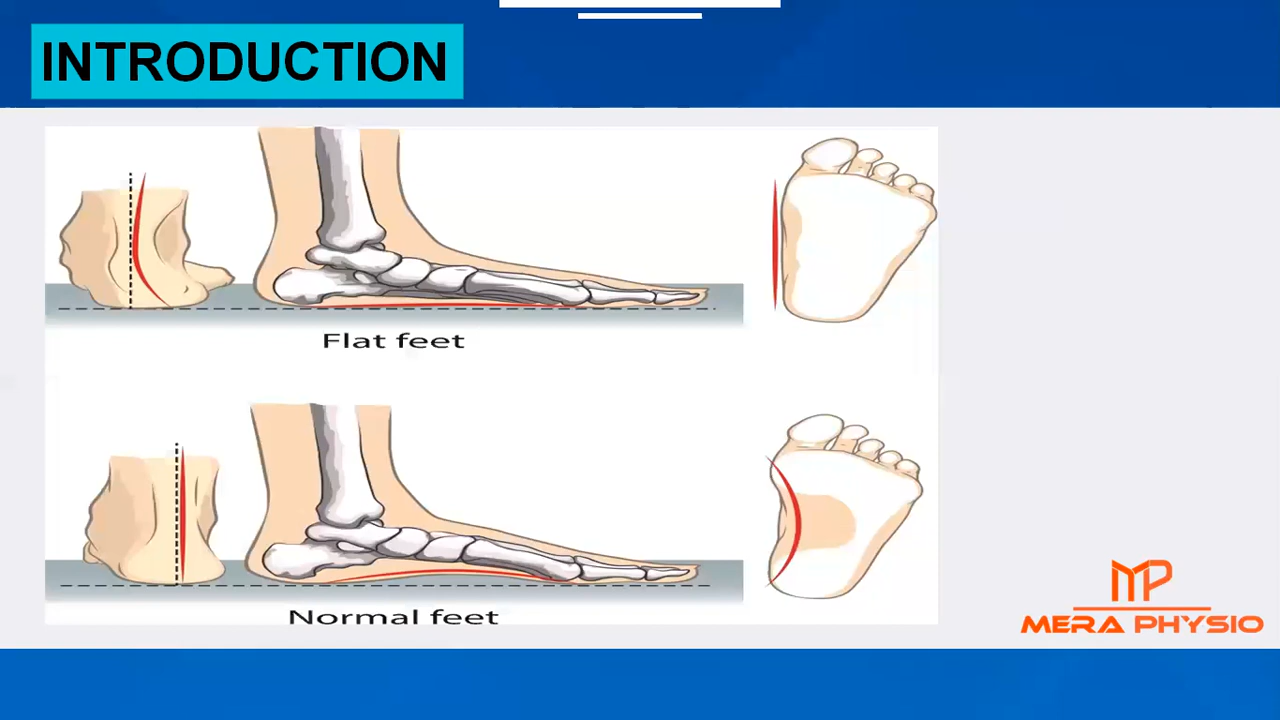 INTRODUCTION
Flat feet
Normal feet
MP
MERA PHYSIO